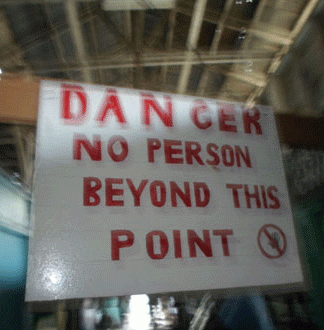 DANGER
NO PERSON
BEYOND THIS
POINT